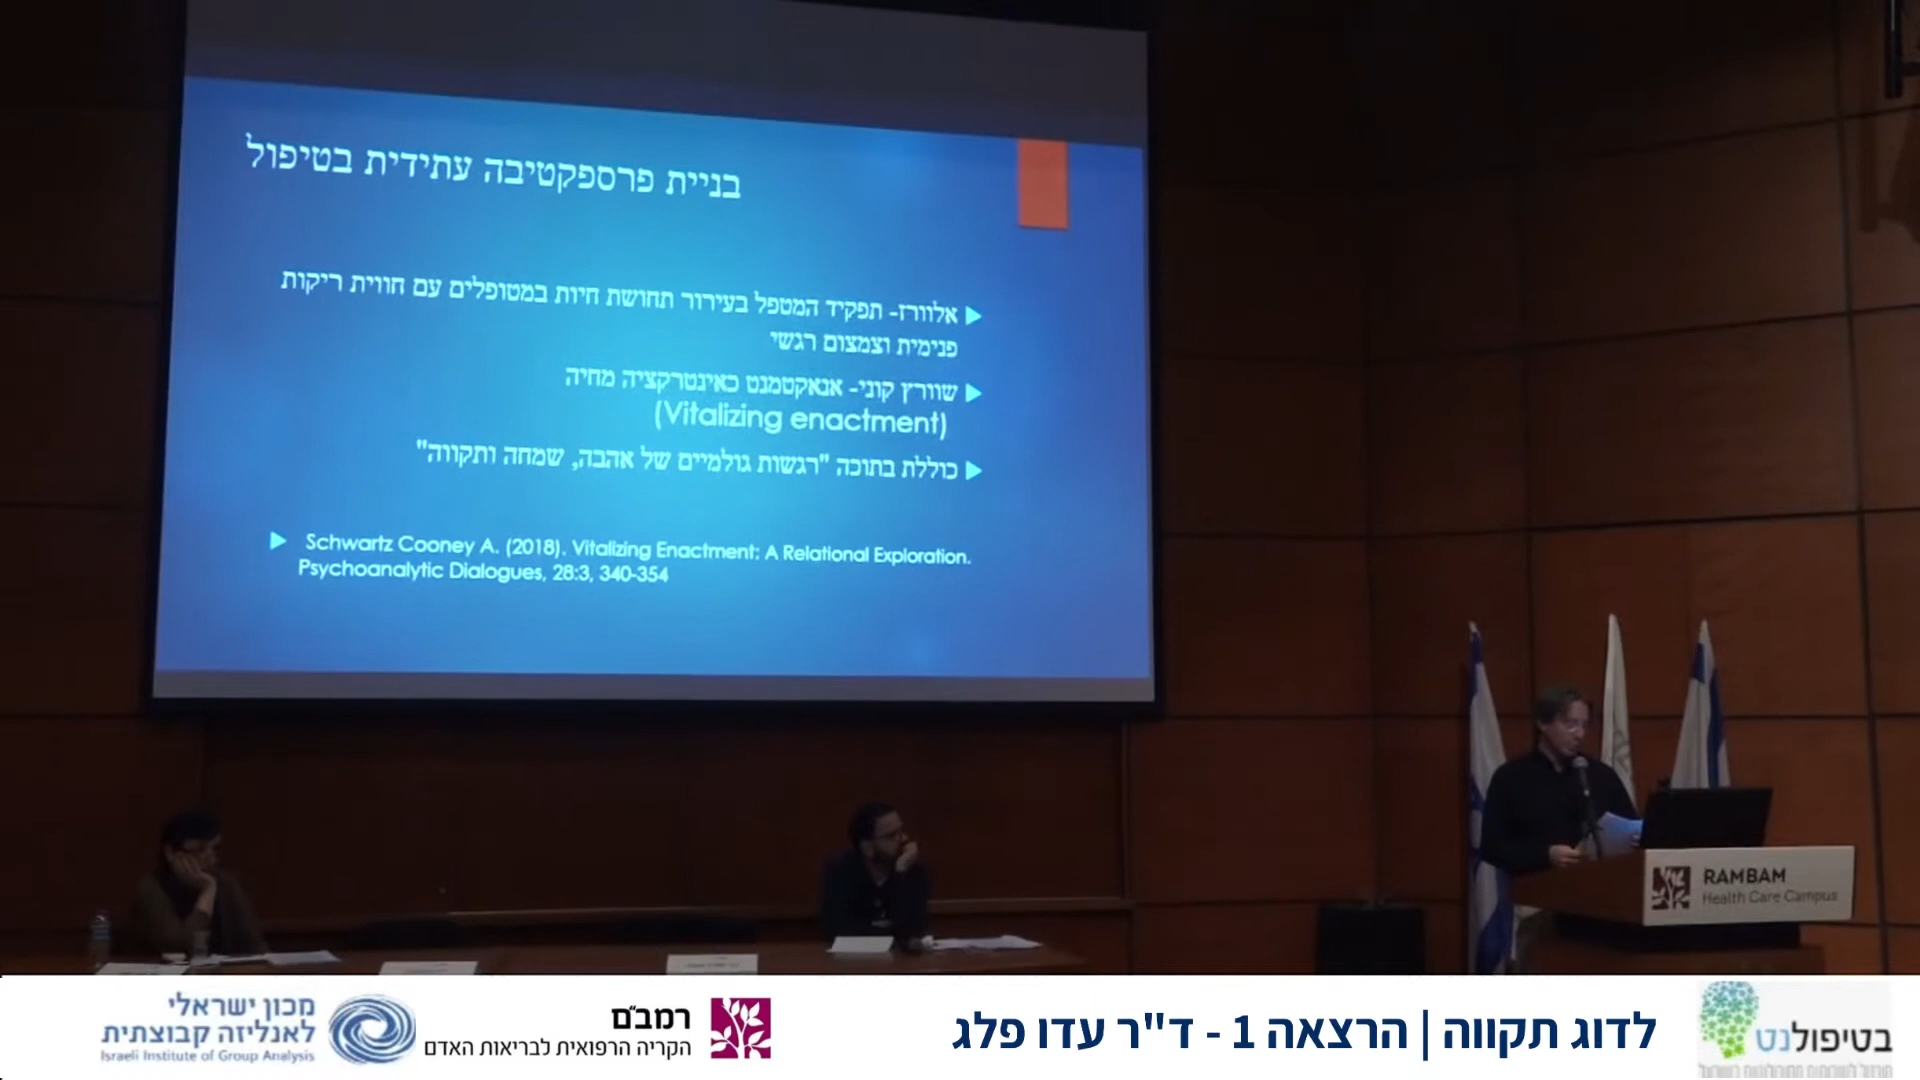 בניית פרספקטיבה עתידית בטיפול
אלוורז- תפקיד המטפל בעירור תחושת חיות במטופלים עם חווית ריקות
פנימית וצמצום רגשי
שוורץ קוני- אנאקטמנט כאינטרקציה מחיה
(Vitalizing enactment)
כוללת בתוכה "רגשות גולמיים של אהבה, שמחה ותקווה"
Schwartz Cooney A. (2018). Vitalizing Enactment: A Relational Exploration.
Psychoanalytic Dialogues, 28:3, 340-354
RAMBAM
Health Care Campus
בטיפולנט
לדוג תקווה | הרצאה 1 - ד"ר עדו פלג
רמב"ם
הקריה הרפואית לבריאות האדם
מכון ישראלי
לאנליזה קבוצתית
Israeli Institute of Group Analysis